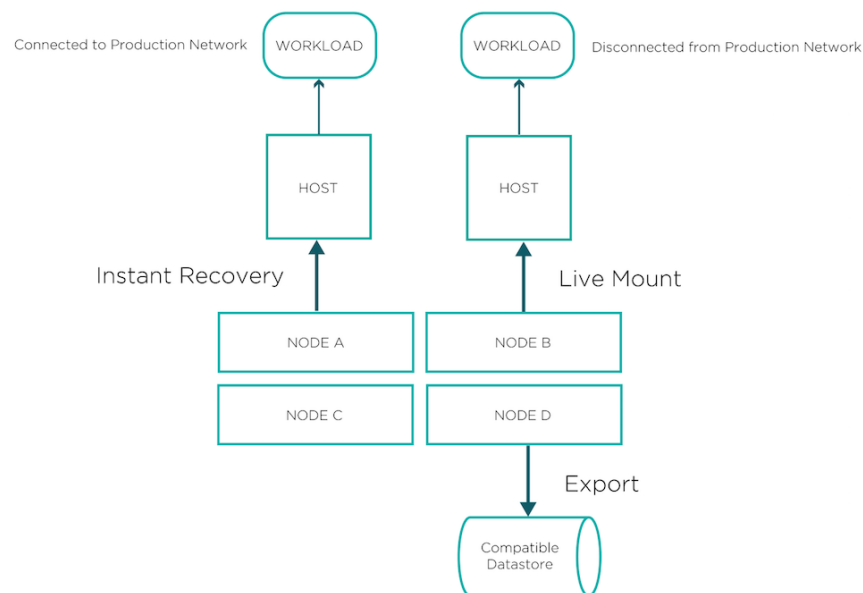 Connected to Production Network
WORKLOAD
WORKLOAD
Disconnected from Production Network
HOST
HOST
Instant Recovery
Live Mount
NODE A
NODE B
NODE C
NODE D
Export
Compatible
Datastore